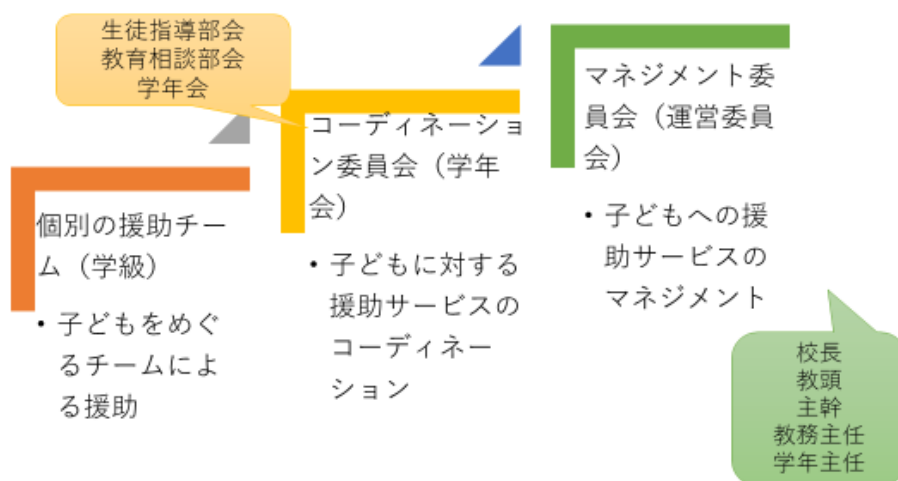 生徒指導部会
教育相談部会
学年会
個別の援助チー
ム（学級）
• 子どもをめぐ
るチームによ
る援助
コーディネーショ
ン委員会（学年
会）
• 子どもに対する
援助サービスの
コーディネー
ション
マネジメント委
員会（運営委員
会）
• 子どもへの援
助サービスの
マネジメント
校長
教頭
主幹
教務主任
学年主任